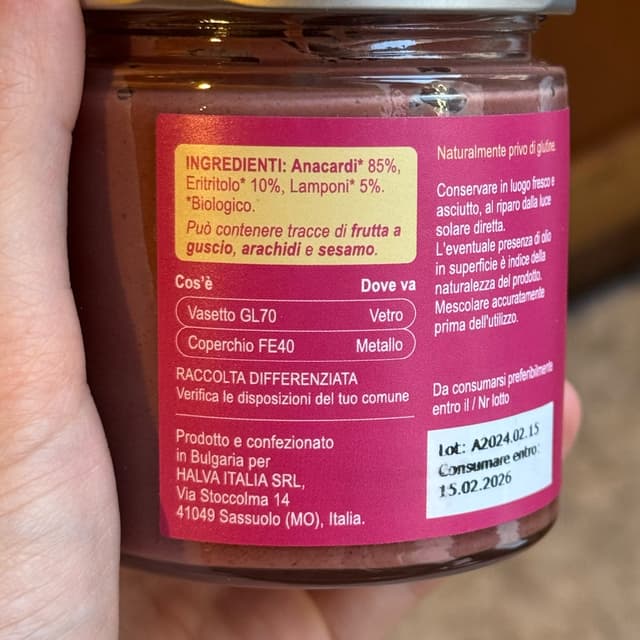 INGREDIENTI: Anacardi* 85%,
Eritritolo* 10%, Lamponi* 5%.
*Biologico.
Può contenere tracce di frutta a
guscio, arachidi e sesamo.
Cos'è Dove va
Vasetto GL70 Vetro
Coperchio FE40 Metallo
RACCOLTA DIFFERENZIATA
Verifica le disposizioni del tuo comune
Prodotto e confezionato
in Bulgaria per
HALVA ITALIA SRL,
Via Stoccolma 14
41049 Sassuolo (MO), Italia.
Naturalmente privo di glutine.
Conservare in luogo fresco e
asciutto, al riparo dalla luce
solare diretta.
L'eventuale presenza di olio
in superficie è indice della
naturalezza del prodotto.
Mescolare accuratamente
prima dell'utilizzo.
Da consumarsi preferibilmente
entro il / Nr lotto
Lot: A2024.02.15
Consumare entro:
15.02.2026